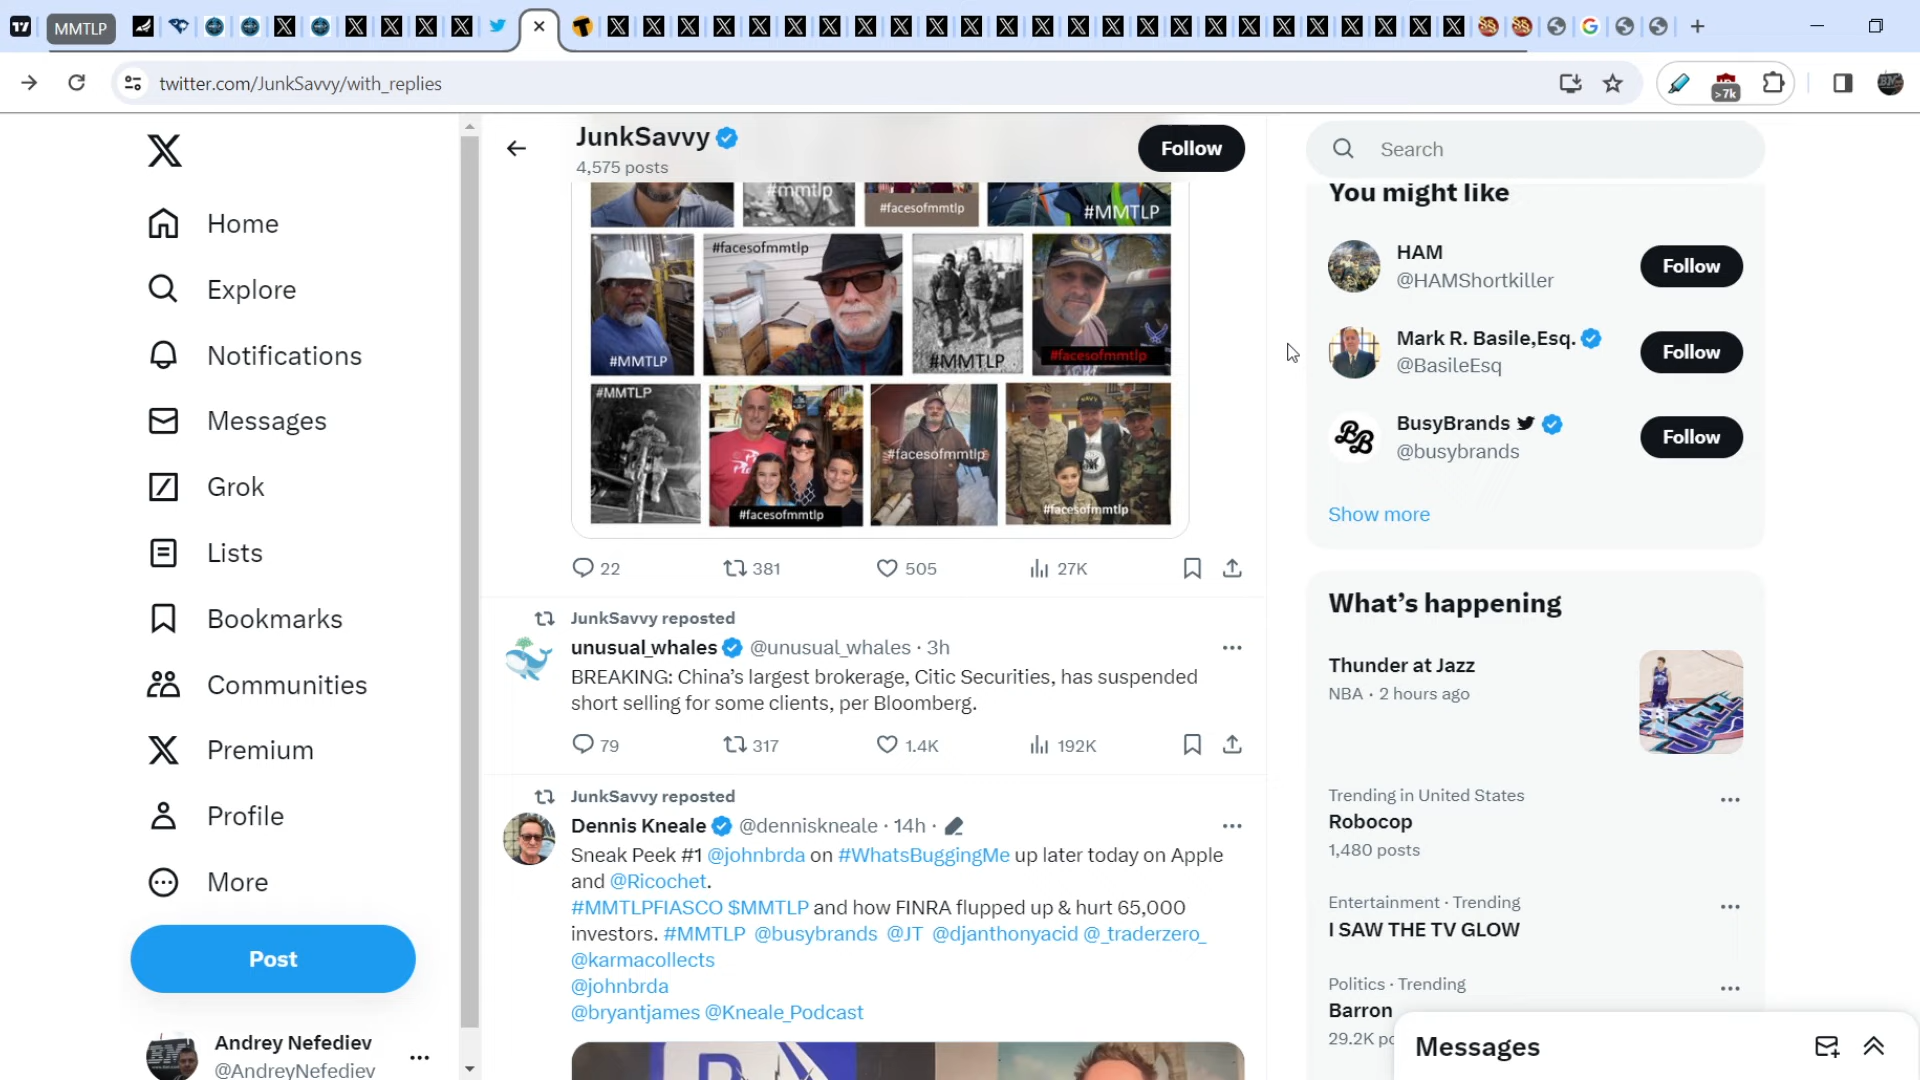 MMTLP
twitter.com/JunkSavvy/with_replies
>7k
Home
Explore
Notifications
Messages
Grok
Lists
Bookmarks
Communities
Premium
Profile
More
Post
Andrey Nefediev
@AndreyNefediev
JunkSavvy
4,575 posts
Follow
#mmtlp
#facesofmmtlp
#MMTLP
#MMTLP
#facesofmmtlp
#MMTLP
#facesofmmtlp
#MMTLP
#facesofmmtlp
#facesofmmtlp
#facesofmmtlp
22 381 505 27K
JunkSavvy reposted
unusual_whales @unusual_whales · 3h
BREAKING: China’s largest brokerage, Citic Securities, has suspended
short selling for some clients, per Bloomberg.
79 317 1.4K 192K
JunkSavvy reposted
Dennis Kneale @denniskneale · 14h ·
Sneak Peek #1 @johnbrda on #WhatsBuggingMe up later today on Apple
and @Ricochet.
#MMTLPFIASCO $MMTLP and how FINRA flupped up & hurt 65,000
investors. #MMTLP @busybrands @JT @djanthonyacid @_traderzero_
@karmacollects
@johnbrda
@bryantjames @Kneale_Podcast
Search
You might like
HAM
@HAMShortkiller
Follow
Mark R. Basile,Esq.
@BasileEsq
Follow
BusyBrands
@busybrands
Follow
Show more
What’s happening
Thunder at Jazz
NBA · 2 hours ago
Trending in United States
Robocop
1,480 posts
Entertainment · Trending
I SAW THE TV GLOW
Politics · Trending
Barron
29.2K
Messages